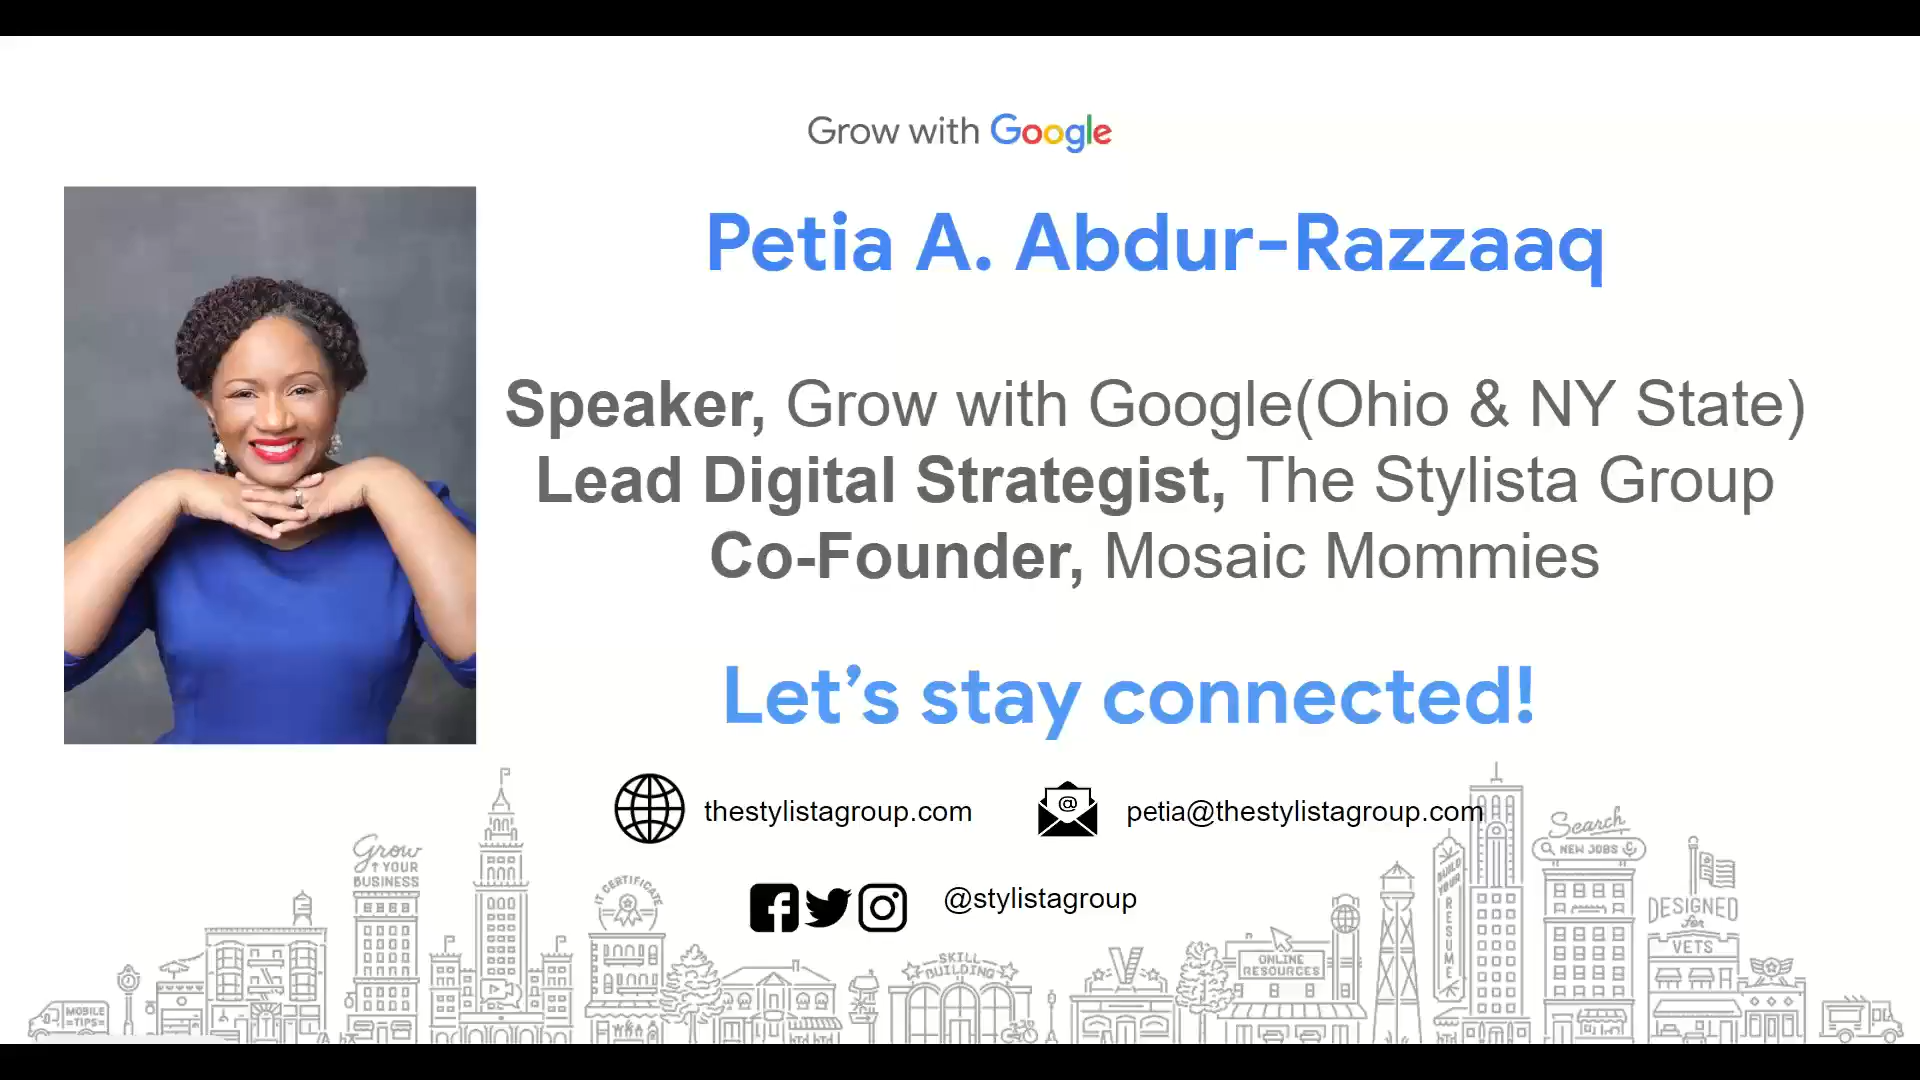 Grow with Google
Petia A. Abdur-Razzaaq
Speaker, Grow with Google(Ohio & NY State)
Lead Digital Strategist, The Stylista Group
Co-Founder, Mosaic Mommies
Let’s stay connected!
thestylistagroup.com
petia@thestylistagroup.com
@stylistagroup
Grow
YOUR
BUSINESS
IT CERTIFICATE
MOBILE
TIPS
SKILL
BUILDING
ONLINE
RESOURCES
BUILD
YOUR
RESUME
Search
NEW JOBS
DESIGNED
for
VETS